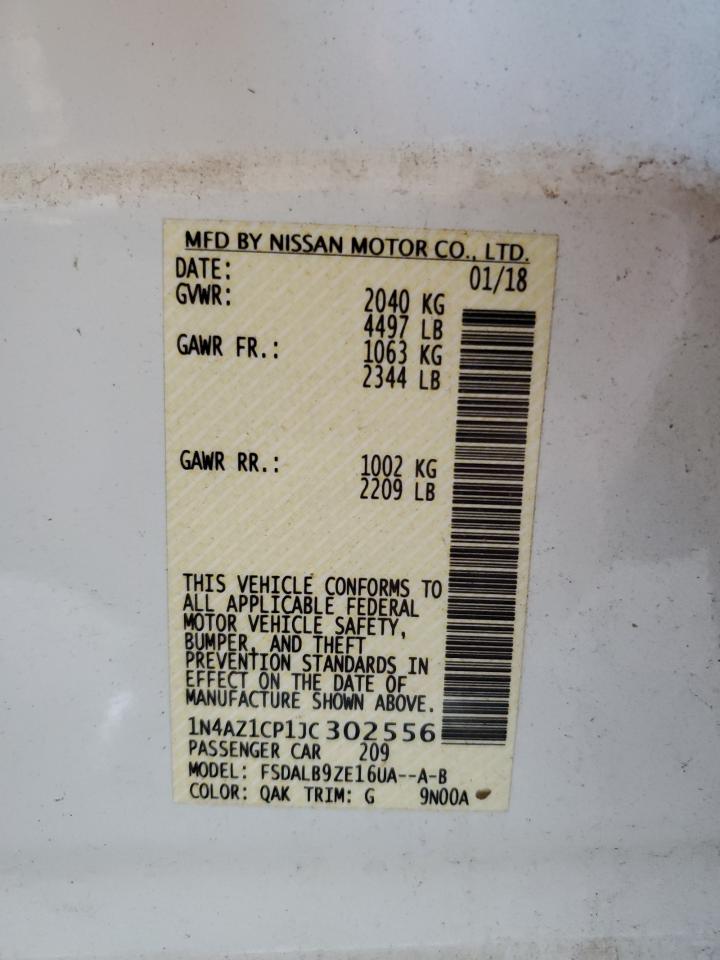 MFD BY NISSAN MOTOR CO., LTD.
DATE: 01/18
GVWR: 2040 KG
4497 LB
GAWR FR.: 1063 KG
2344 LB
GAWR RR.: 1002 KG
2209 LB
THIS VEHICLE CONFORMS TO
ALL APPLICABLE FEDERAL
MOTOR VEHICLE SAFETY,
BUMPER, AND THEFT
PREVENTION STANDARDS IN
EFFECT ON THE DATE OF
MANUFACTURE SHOWN ABOVE.
1N4AZ1CP1JC302556
PASSENGER CAR 209
MODEL: FSDALB9ZE16UA--A-B
COLOR: QAK TRIM: G 9N00A